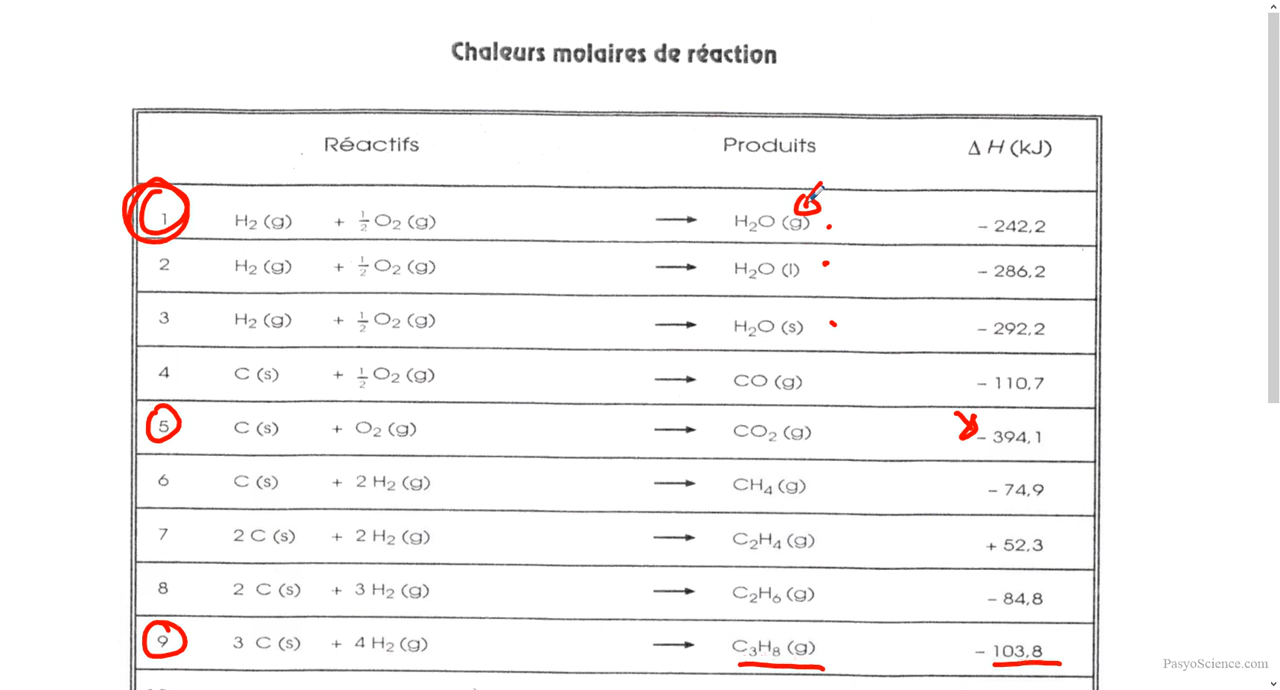 Chaleurs molaires de réaction
Réactifs Produits Δ H (kJ)
1 H₂ (g) + ½ O₂ (g) → H₂O (g) – 242,2
2 H₂ (g) + ½ O₂ (g) → H₂O (l) – 286,2
3 H₂ (g) + ½ O₂ (g) → H₂O (s) – 292,2
4 C (s) + ½ O₂ (g) → CO (g) – 110,7
5 C (s) + O₂ (g) → CO₂ (g) – 394,1
6 C (s) + 2 H₂ (g) → CH₄ (g) – 74,9
7 2 C (s) + 2 H₂ (g) → C₂H₄ (g) + 52,3
8 2 C (s) + 3 H₂ (g) → C₂H₆ (g) – 84,8
9 3 C (s) + 4 H₂ (g) → C₃H₈ (g) – 103,8
PasyoScience.com